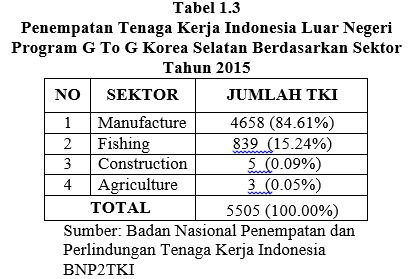 Tabel 1.3
Penempatan Tenaga Kerja Indonesia Luar Negeri
Program G To G Korea Selatan Berdasarkan Sektor
Tahun 2015
NO SEKTOR JUMLAH TKI
1 Manufacture 4658 (84.61%)
2 Fishing 839 (15.24%)
3 Construction 5 (0.09%)
4 Agriculture 3 (0.05%)
TOTAL 5505 (100.00%)
Sumber: Badan Nasional Penempatan dan
Perlindungan Tenaga Kerja Indonesia
BNP2TKI